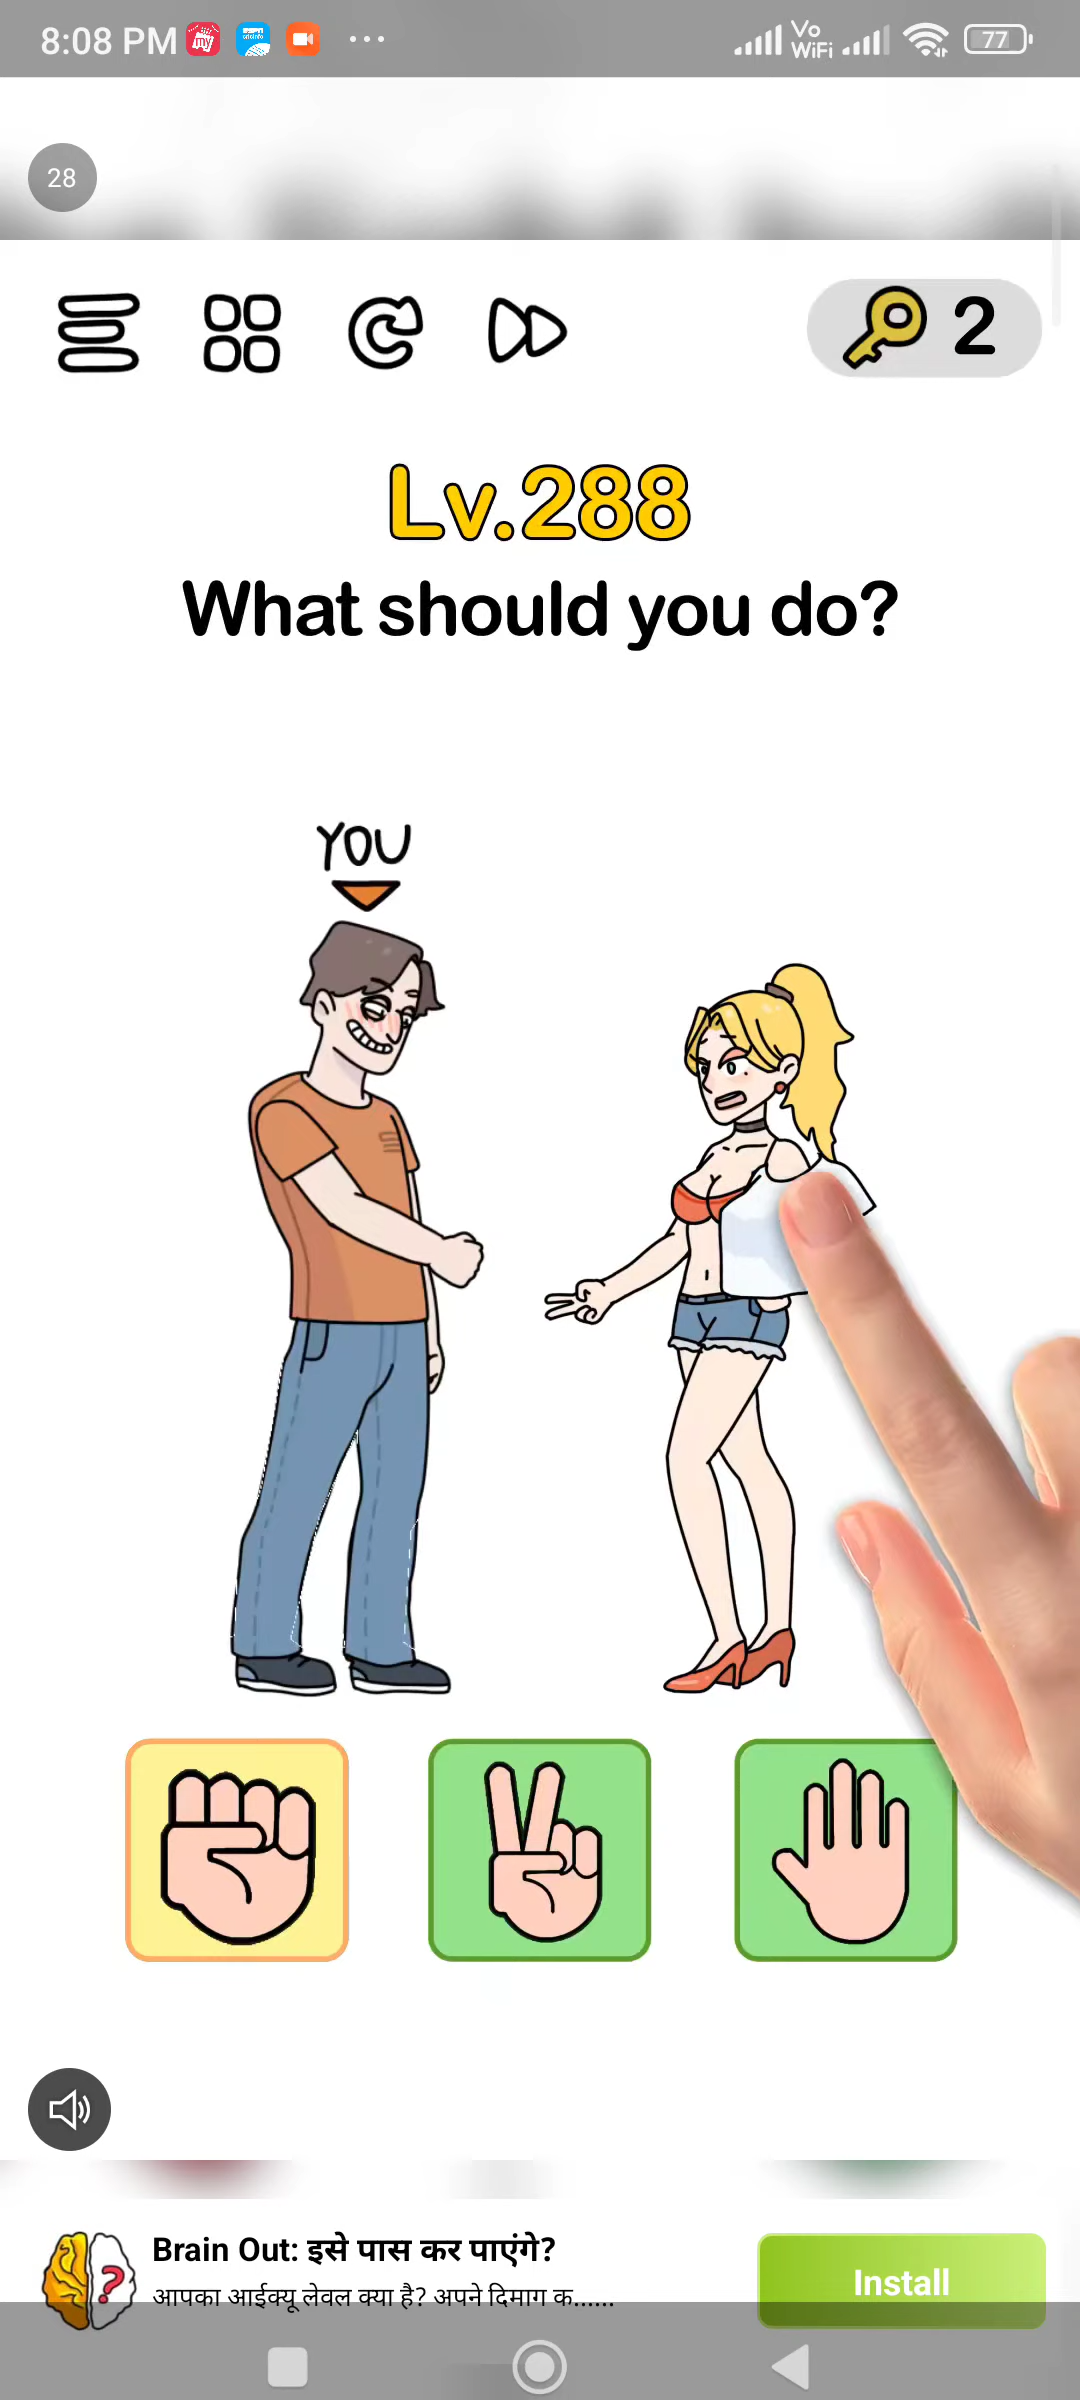 8:08 PM my ... Vo WiFi 77
28
2
Lv.288
What should you do?
YOU
Brain Out: इसे पास कर पाएंगे?
आपका आईक्यू लेवल क्या है? अपने दिमाग क......
Install